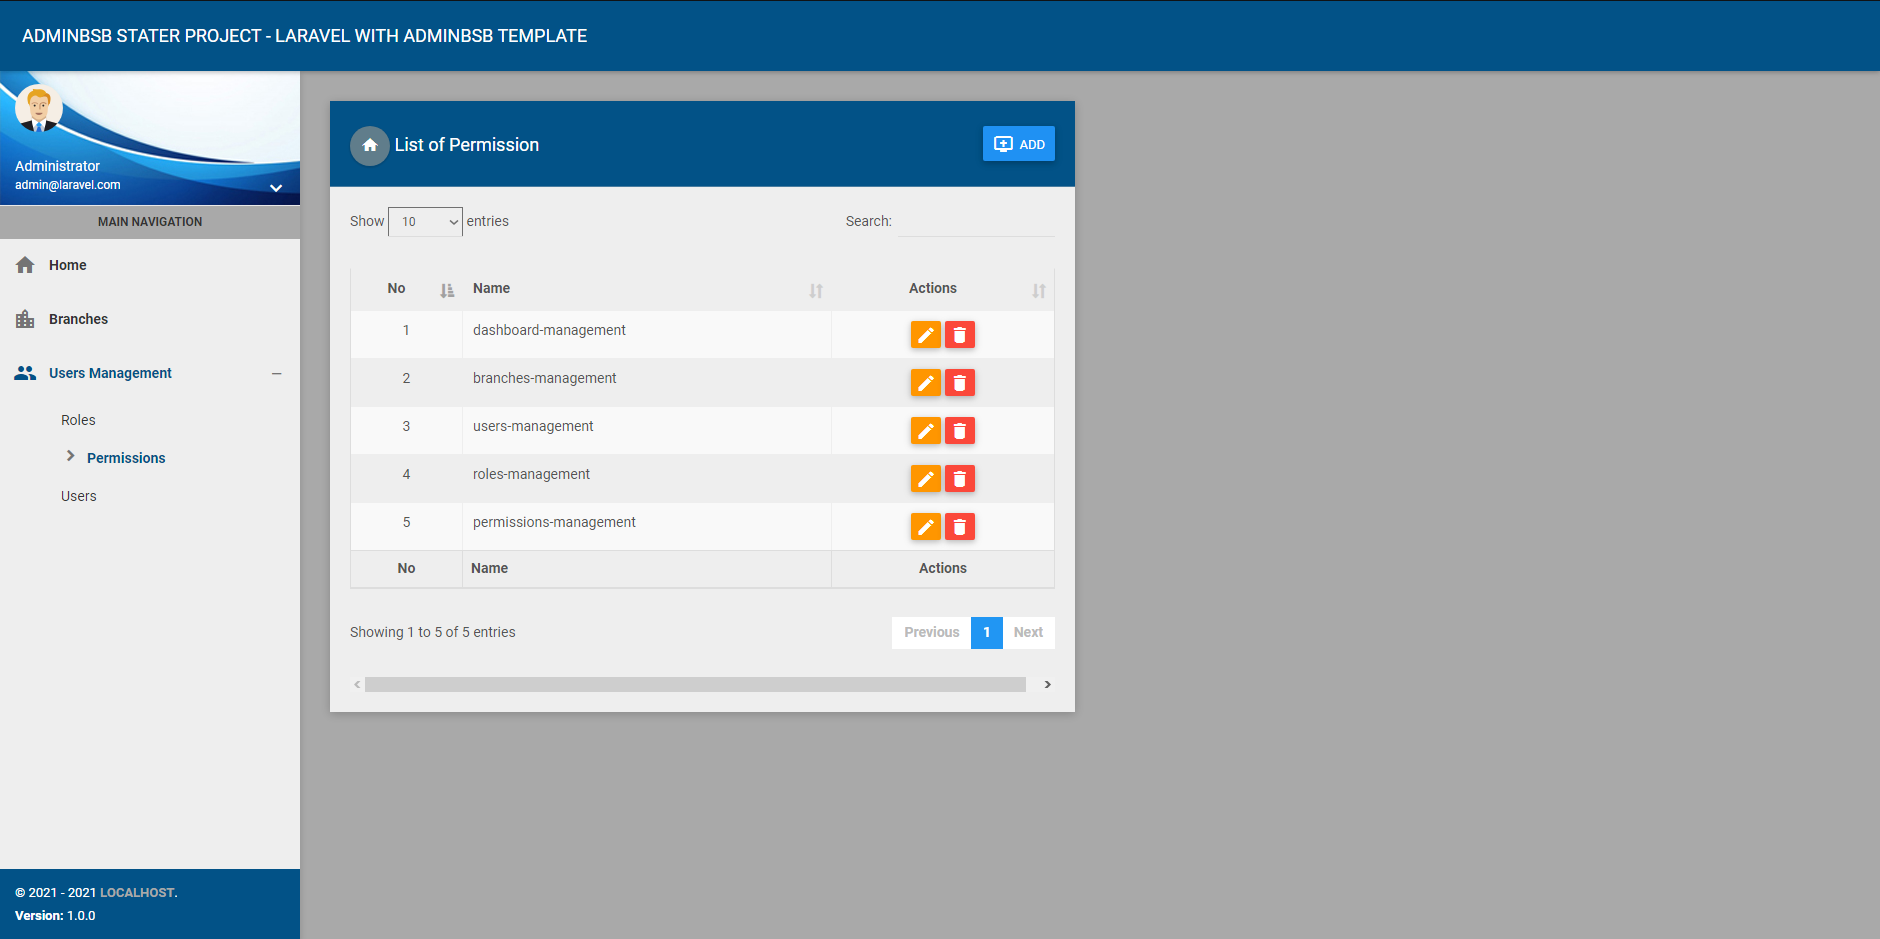 ADMINBSB STATER PROJECT - LARAVEL WITH ADMINBSB TEMPLATE
Administrator
admin@laravel.com
MAIN NAVIGATION
Home
Branches
Users Management
Roles
Permissions
Users
© 2021 - 2021 LOCALHOST.
Version: 1.0.0
List of Permission
ADD
Show 10 entries
Search:
No Name Actions
1 dashboard-management
2 branches-management
3 users-management
4 roles-management
5 permissions-management
No Name Actions
Showing 1 to 5 of 5 entries
Previous 1 Next